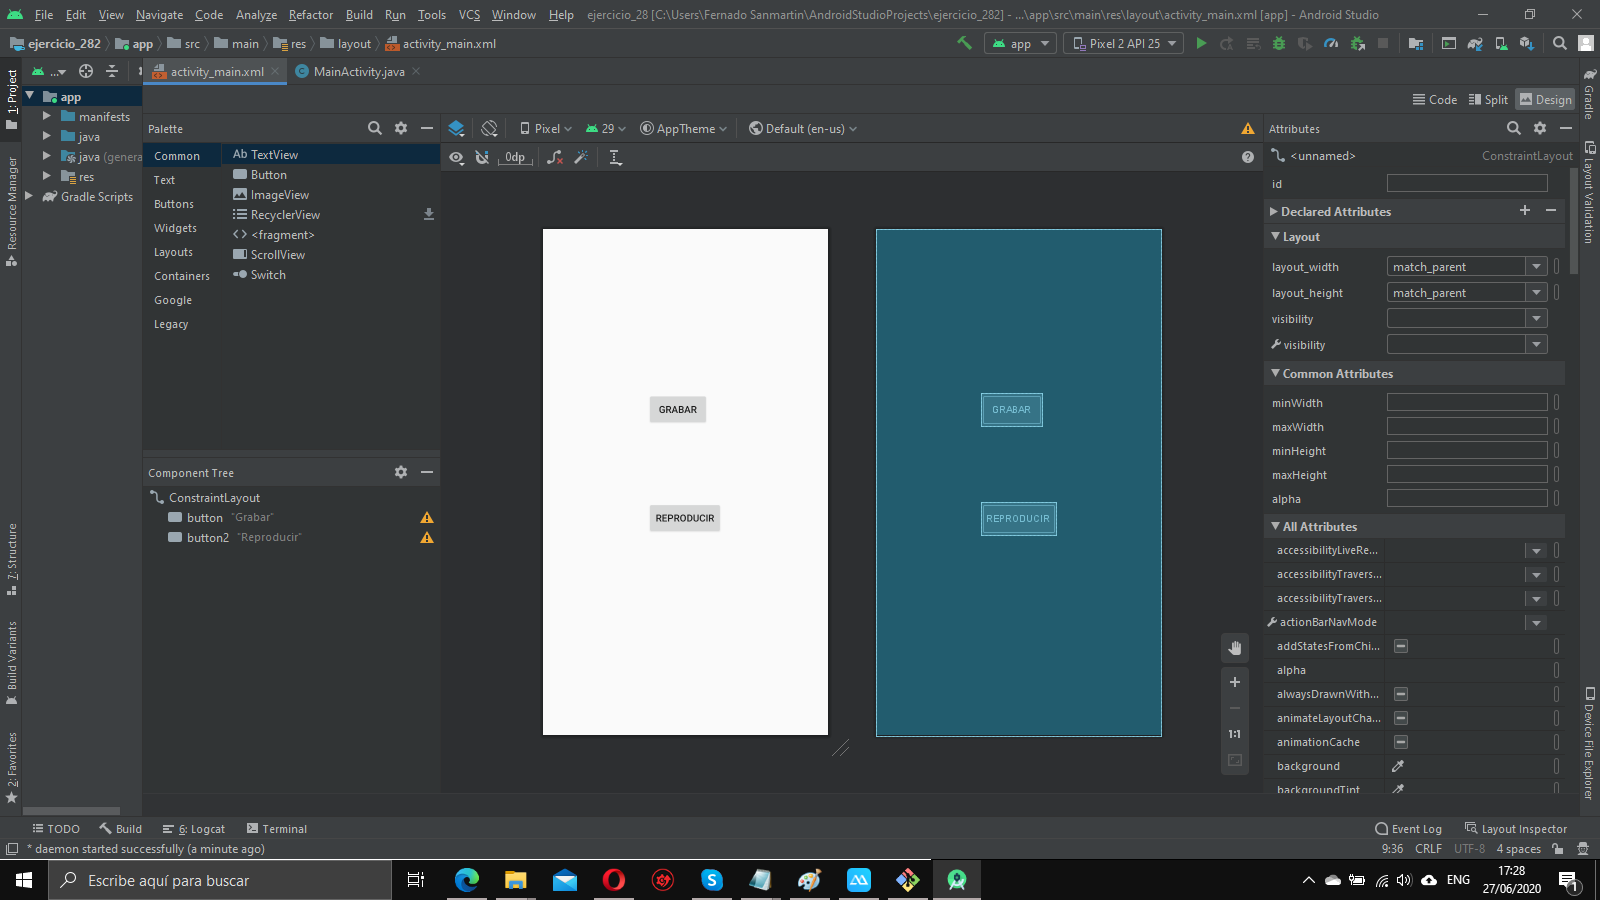 File Edit View Navigate Code Analyze Refactor Build Run Tools VCS Window Help ejercicio_28 [C:\Users\Fernado Sanmartin\AndroidStudioProjects\ejercicio_282] - ...\app\src\main\res\layout\activity_main.xml [app] - Android Studio
ejercicio_282 app src main res layout activity_main.xml app Pixel 2 API 25
... activity_main.xml MainActivity.java
1: Project
Resource Manager
7: Structure
Build Variants
2: Favorites
app
manifests
java
java (genera
res
Gradle Scripts
Code Split Design
Palette
Common
Text
Buttons
Widgets
Layouts
Containers
Google
Legacy
Ab TextView
Button
ImageView
RecyclerView
<fragment>
ScrollView
Switch
Component Tree
ConstraintLayout
button "Grabar"
button2 "Reproducir"
Pixel 29 AppTheme Default (en-us)
0dp
GRABAR
REPRODUCIR
GRABAR
REPRODUCIR
1:1
Attributes
<unnamed> ConstraintLayout
id
Declared Attributes
Layout
layout_width match_parent
layout_height match_parent
visibility
visibility
Common Attributes
minWidth
maxWidth
minHeight
maxHeight
alpha
All Attributes
accessibilityLiveRe...
accessibilityTravers...
accessibilityTravers...
actionBarNavMode
addStatesFromChi...
alpha
alwaysDrawnWith...
animateLayoutCha...
animationCache
background
backgroundTint
Gradle
Layout Validation
Device File Explorer
TODO Build 6: Logcat Terminal Event Log Layout Inspector
* daemon started successfully (a minute ago) 9:36 CRLF UTF-8 4 spaces
Escribe aquí para buscar
ENG
17:28
27/06/2020
1